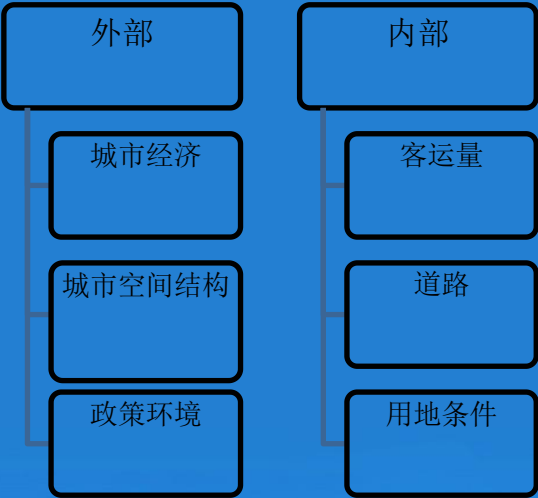 外部
城市经济
城市空间结构
政策环境
内部
客运量
道路
用地条件